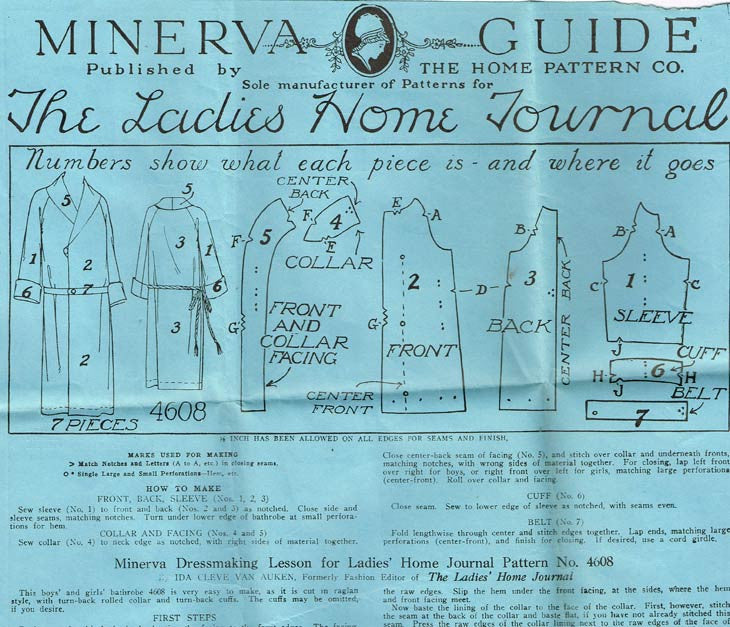 MINERVA GUIDE
Published by THE HOME PATTERN CO.
Sole manufacturer of Patterns for
The Ladies Home Journal
Numbers show what each piece is - and where it goes
5
1
2
6
7
2
7 PIECES
5
3
1
6
3
4608
F
5
G
FRONT
AND
COLLAR
FACING
CENTER
BACK
F
4
E
COLLAR
E
A
2
D
G
FRONT
CENTER
FRONT
B
3
BACK
CENTER BACK
B
A
C
1
C
SLEEVE
J
CUFF
H
6
H
J
BELT
7
½ INCH HAS BEEN ALLOWED ON ALL EDGES FOR SEAMS AND FINISH.
MARKS USED FOR MAKING
> Match Notches and Letters (A to A, etc.) in closing seams.
O • Single Large and Small Perforations—Hem, etc.
HOW TO MAKE
FRONT, BACK, SLEEVE (Nos. 1, 2, 3)
Sew sleeve (No. 1) to front and back (Nos. 2 and 3) as notched. Close side and
sleeve seams, matching notches. Turn under lower edge of bathrobe at small perfora-
tions for hem.
COLLAR AND FACING (Nos. 4 and 5)
Sew collar (No. 4) to neck edge as notched, with right sides of material together.
Close center-back seam of facing (No. 5), and stitch over collar and underneath fronts,
matching notches, with wrong sides of material together. For closing, lap left front
over right for boys, or right front over left for girls, matching large perforations
(center-front). Roll over collar and facing.
CUFF (No. 6)
Close seam. Sew to lower edge of sleeve as notched, with seams even.
BELT (No. 7)
Fold lengthwise through center and stitch edges together. Lap ends, matching large
perforations (center-front), and finish for closing. If desired, use a cord girdle.
Minerva Dressmaking Lesson for Ladies' Home Journal Pattern No. 4608
IDA CLEVE VAN AUKEN, Formerly Fashion Editor of The Ladies' Home Journal
This boys' and girls' bathrobe 4608 is very easy to make, as it is cut in raglan
style, with turn-back rolled collar and turn-back cuffs. The cuffs may be omitted,
if you desire.
FIRST STEPS
the raw edges. Slip the hem under the front facing, at the sides, where the hem
and front facing meet.
Now baste the lining of the collar to the face of the collar. First, however, stitch
the seam at the back of the collar and baste flat, if you have not already stitched this
seam. Press the raw edges of the collar lining next to the raw edges of the face of